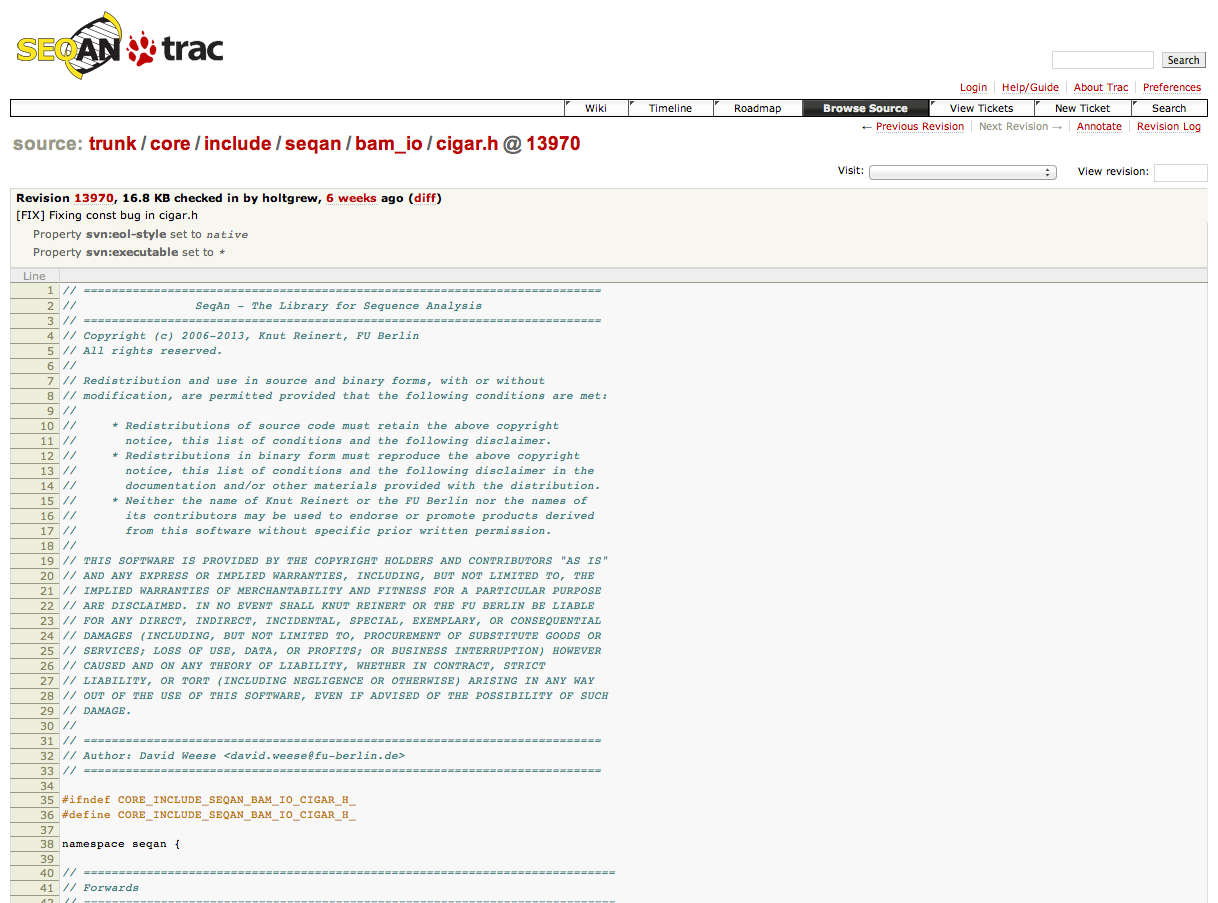 SEQAN trac
Search
Login Help/Guide About Trac Preferences
Wiki Timeline Roadmap Browse Source View Tickets New Ticket Search
← Previous Revision Next Revision → Annotate Revision Log
source: trunk / core / include / seqan / bam_io / cigar.h @ 13970
Visit: View revision:
Revision 13970, 16.8 KB checked in by holtgrew, 6 weeks ago (diff)
[FIX] Fixing const bug in cigar.h
Property svn:eol-style set to native
Property svn:executable set to *
Line
1 // ==========================================================================
2 //                 SeqAn - The Library for Sequence Analysis
3 // ==========================================================================
4 // Copyright (c) 2006-2013, Knut Reinert, FU Berlin
5 // All rights reserved.
6 //
7 // Redistribution and use in source and binary forms, with or without
8 // modification, are permitted provided that the following conditions are met:
9 //
10 //     * Redistributions of source code must retain the above copyright
11 //       notice, this list of conditions and the following disclaimer.
12 //     * Redistributions in binary form must reproduce the above copyright
13 //       notice, this list of conditions and the following disclaimer in the
14 //       documentation and/or other materials provided with the distribution.
15 //     * Neither the name of Knut Reinert or the FU Berlin nor the names of
16 //       its contributors may be used to endorse or promote products derived
17 //       from this software without specific prior written permission.
18 //
19 // THIS SOFTWARE IS PROVIDED BY THE COPYRIGHT HOLDERS AND CONTRIBUTORS "AS IS"
20 // AND ANY EXPRESS OR IMPLIED WARRANTIES, INCLUDING, BUT NOT LIMITED TO, THE
21 // IMPLIED WARRANTIES OF MERCHANTABILITY AND FITNESS FOR A PARTICULAR PURPOSE
22 // ARE DISCLAIMED. IN NO EVENT SHALL KNUT REINERT OR THE FU BERLIN BE LIABLE
23 // FOR ANY DIRECT, INDIRECT, INCIDENTAL, SPECIAL, EXEMPLARY, OR CONSEQUENTIAL
24 // DAMAGES (INCLUDING, BUT NOT LIMITED TO, PROCUREMENT OF SUBSTITUTE GOODS OR
25 // SERVICES; LOSS OF USE, DATA, OR PROFITS; OR BUSINESS INTERRUPTION) HOWEVER
26 // CAUSED AND ON ANY THEORY OF LIABILITY, WHETHER IN CONTRACT, STRICT
27 // LIABILITY, OR TORT (INCLUDING NEGLIGENCE OR OTHERWISE) ARISING IN ANY WAY
28 // OUT OF THE USE OF THIS SOFTWARE, EVEN IF ADVISED OF THE POSSIBILITY OF SUCH
29 // DAMAGE.
30 //
31 // ==========================================================================
32 // Author: David Weese <david.weese@fu-berlin.de>
33 // ==========================================================================
34
35 #ifndef CORE_INCLUDE_SEQAN_BAM_IO_CIGAR_H_
36 #define CORE_INCLUDE_SEQAN_BAM_IO_CIGAR_H_
37
38 namespace seqan {
39
40 // ============================================================================
41 // Forwards
42 // ============================================================================